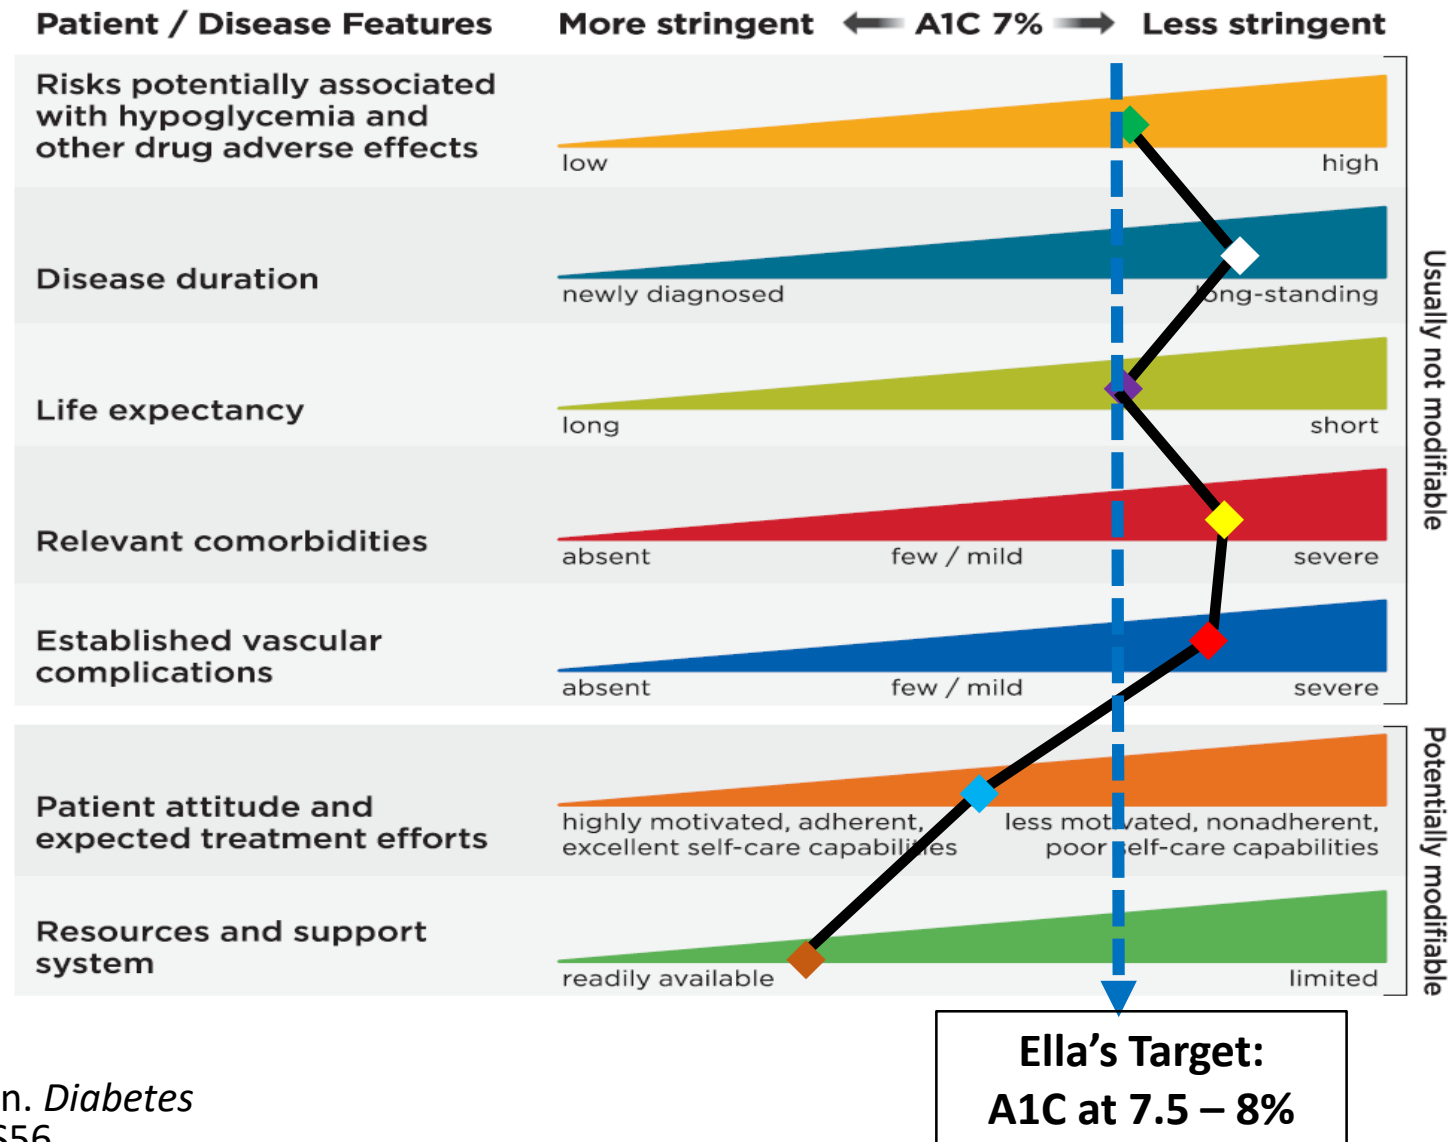 Patient / Disease Features More stringent A1C 7% Less stringent
Risks potentially associated
with hypoglycemia and
other drug adverse effects
low high
Disease duration
newly diagnosed long-standing
Life expectancy
long short
Relevant comorbidities
absent few / mild severe
Established vascular
complications
absent few / mild severe
Usually not modifiable
Patient attitude and
expected treatment efforts
highly motivated, adherent,
excellent self-care capabilities
less motivated, nonadherent,
poor self-care capabilities
Resources and support
system
readily available limited
Potentially modifiable
Ella’s Target:
A1C at 7.5 – 8%
n. Diabetes
S56